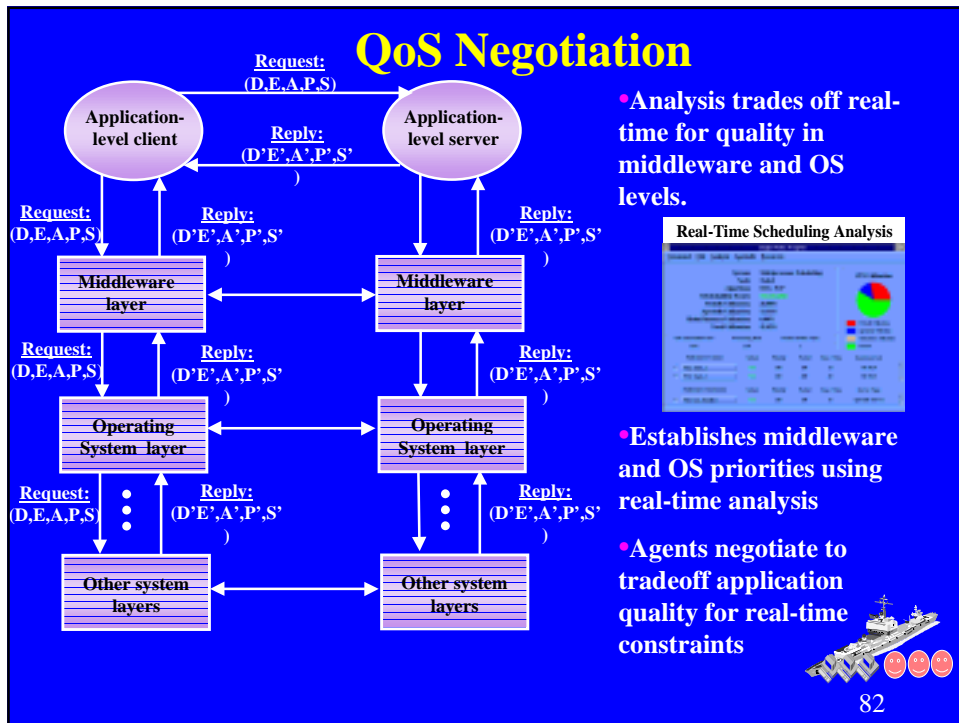 QoS Negotiation
Request:
(D,E,A,P,S)
Application-
level client
Application-
level server
Reply:
(D’E’,A’,P’,S’
)
Request:
(D,E,A,P,S)
Reply:
(D’E’,A’,P’,S’
)
Reply:
(D’E’,A’,P’,S’
)
Middleware
layer
Middleware
layer
Request:
(D,E,A,P,S)
Reply:
(D’E’,A’,P’,S’
)
Reply:
(D’E’,A’,P’,S’
)
Operating
System layer
Operating
System layer
Request:
(D,E,A,P,S)
Reply:
(D’E’,A’,P’,S’
)
Reply:
(D’E’,A’,P’,S’
)
Other system
layers
Other system
layers
•Analysis trades off real-
time for quality in
middleware and OS
levels.
Real-Time Scheduling Analysis
•Establishes middleware
and OS priorities using
real-time analysis
•Agents negotiate to
tradeoff application
quality for real-time
constraints
82